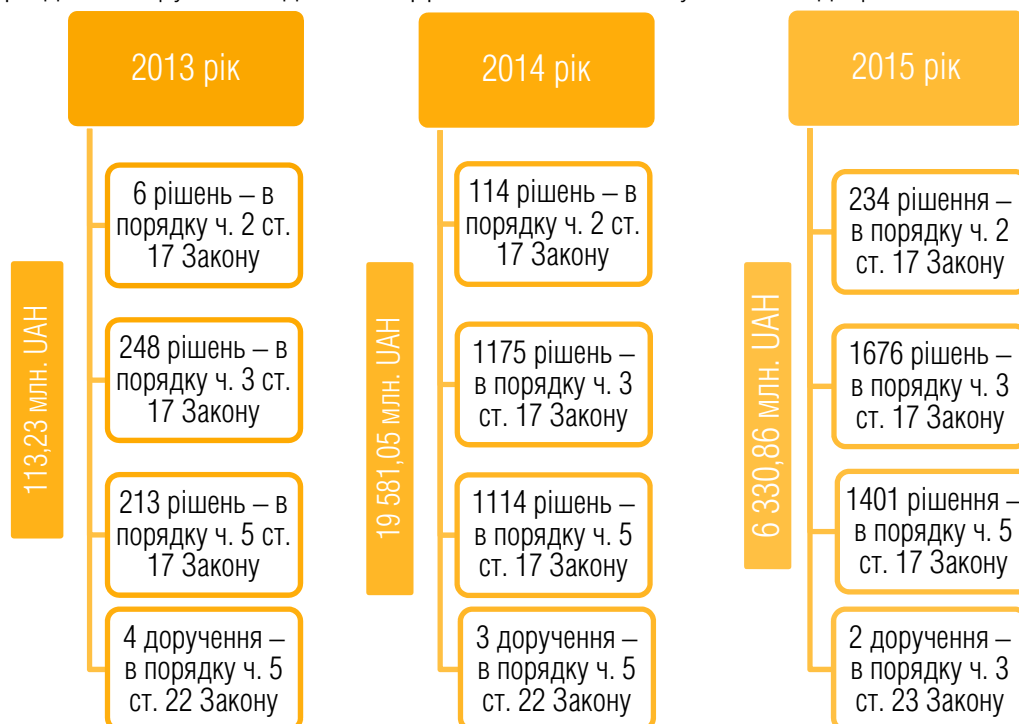 2013 рік
113,23 млн. UAH
6 рішень – в
порядку ч. 2 ст.
17 Закону
248 рішень – в
порядку ч. 3 ст.
17 Закону
213 рішень – в
порядку ч. 5 ст.
17 Закону
4 доручення –
в порядку ч. 5
ст. 22 Закону
2014 рік
19 581,05 млн. UAH
114 рішень – в
порядку ч. 2 ст.
17 Закону
1175 рішень –
в порядку ч. 3
ст. 17 Закону
1114 рішень –
в порядку ч. 5
ст. 17 Закону
3 доручення –
в порядку ч. 5
ст. 22 Закону
2015 рік
6 330,86 млн. UAH
234 рішення –
в порядку ч. 2
ст. 17 Закону
1676 рішень –
в порядку ч. 3
ст. 17 Закону
1401 рішення –
в порядку ч. 5
ст. 17 Закону
2 доручення –
в порядку ч. 3
ст. 23 Закону